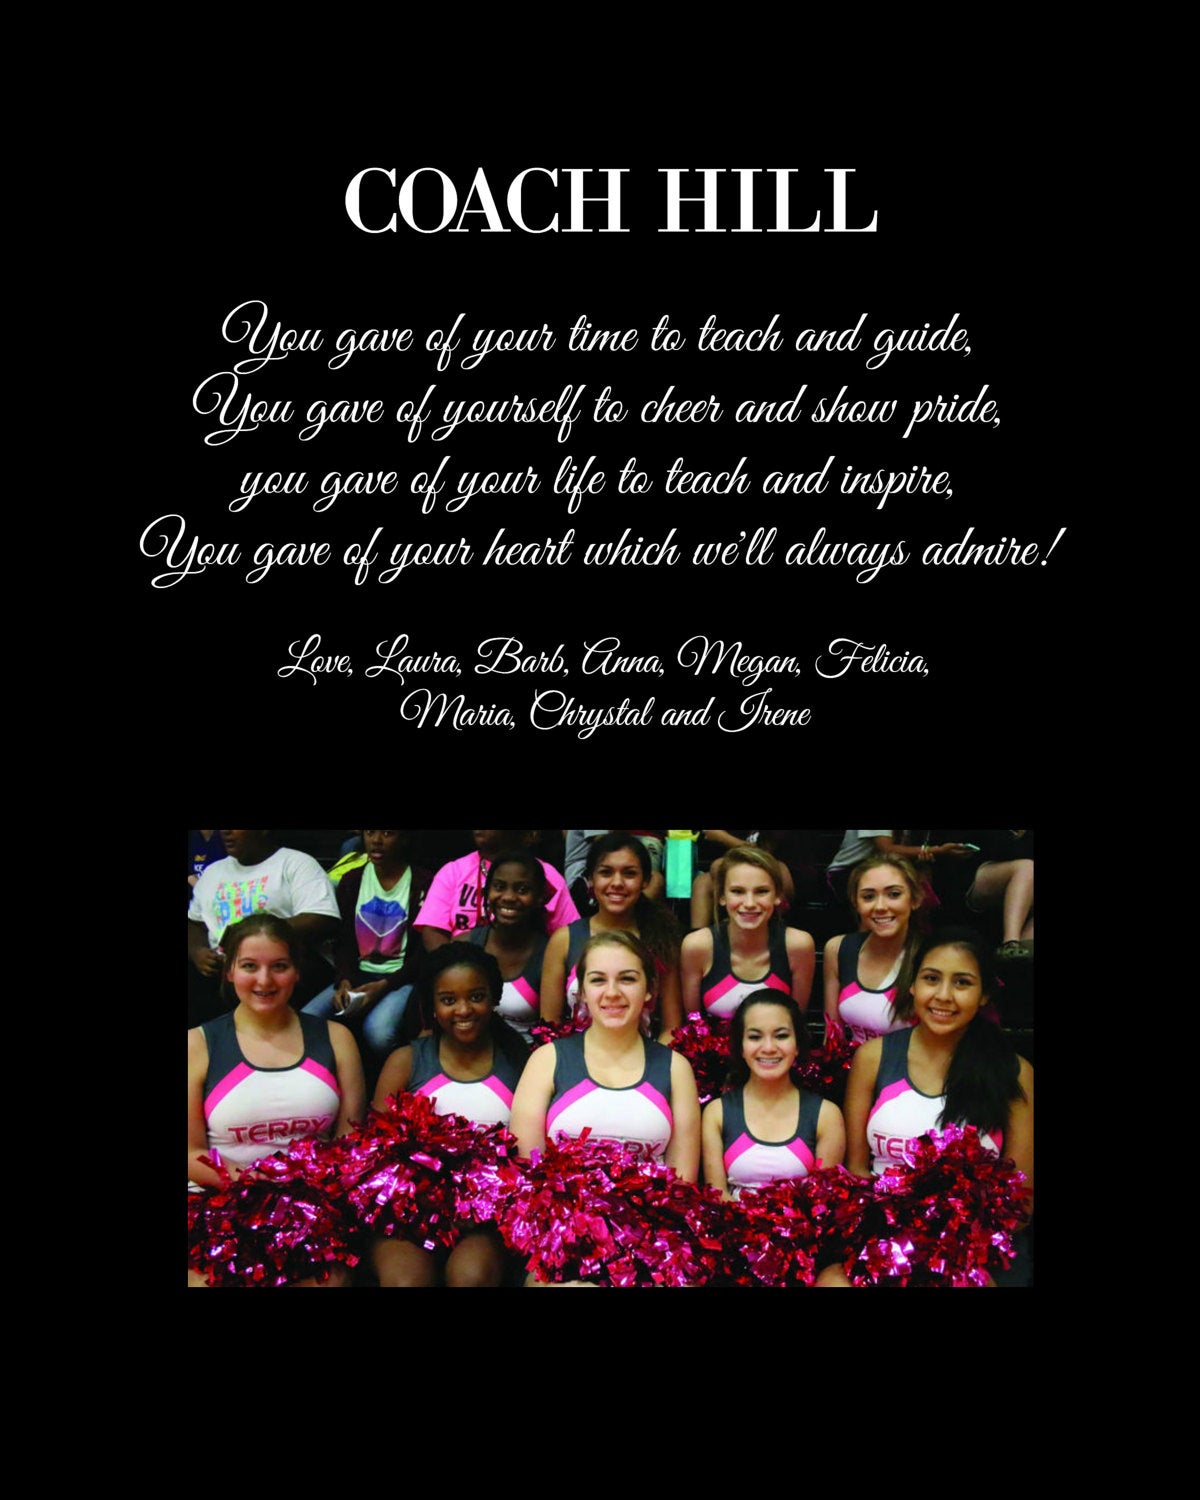 COACH HILL
You gave of your time to teach and guide,
You gave of yourself to cheer and show pride,
you gave of your life to teach and inspire,
You gave of your heart which we'll always admire!
Love, Laura, Barb, Anna, Megan, Felicia,
Maria, Chrystal and Irene
TERRY
TERRY